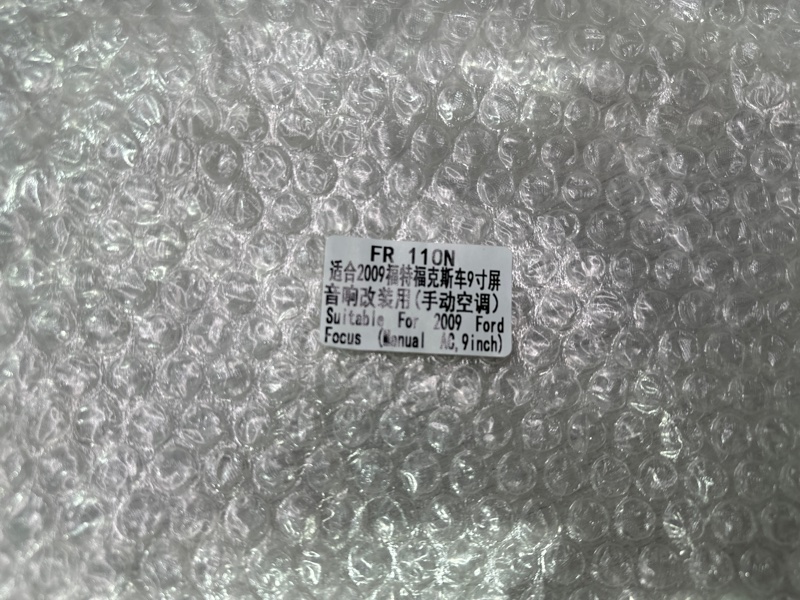 FR 110N
适合2009福特福克斯车9寸屏
音响改装用(手动空调)
Suitable For 2009 Ford
Focus (Manual AC,9inch)